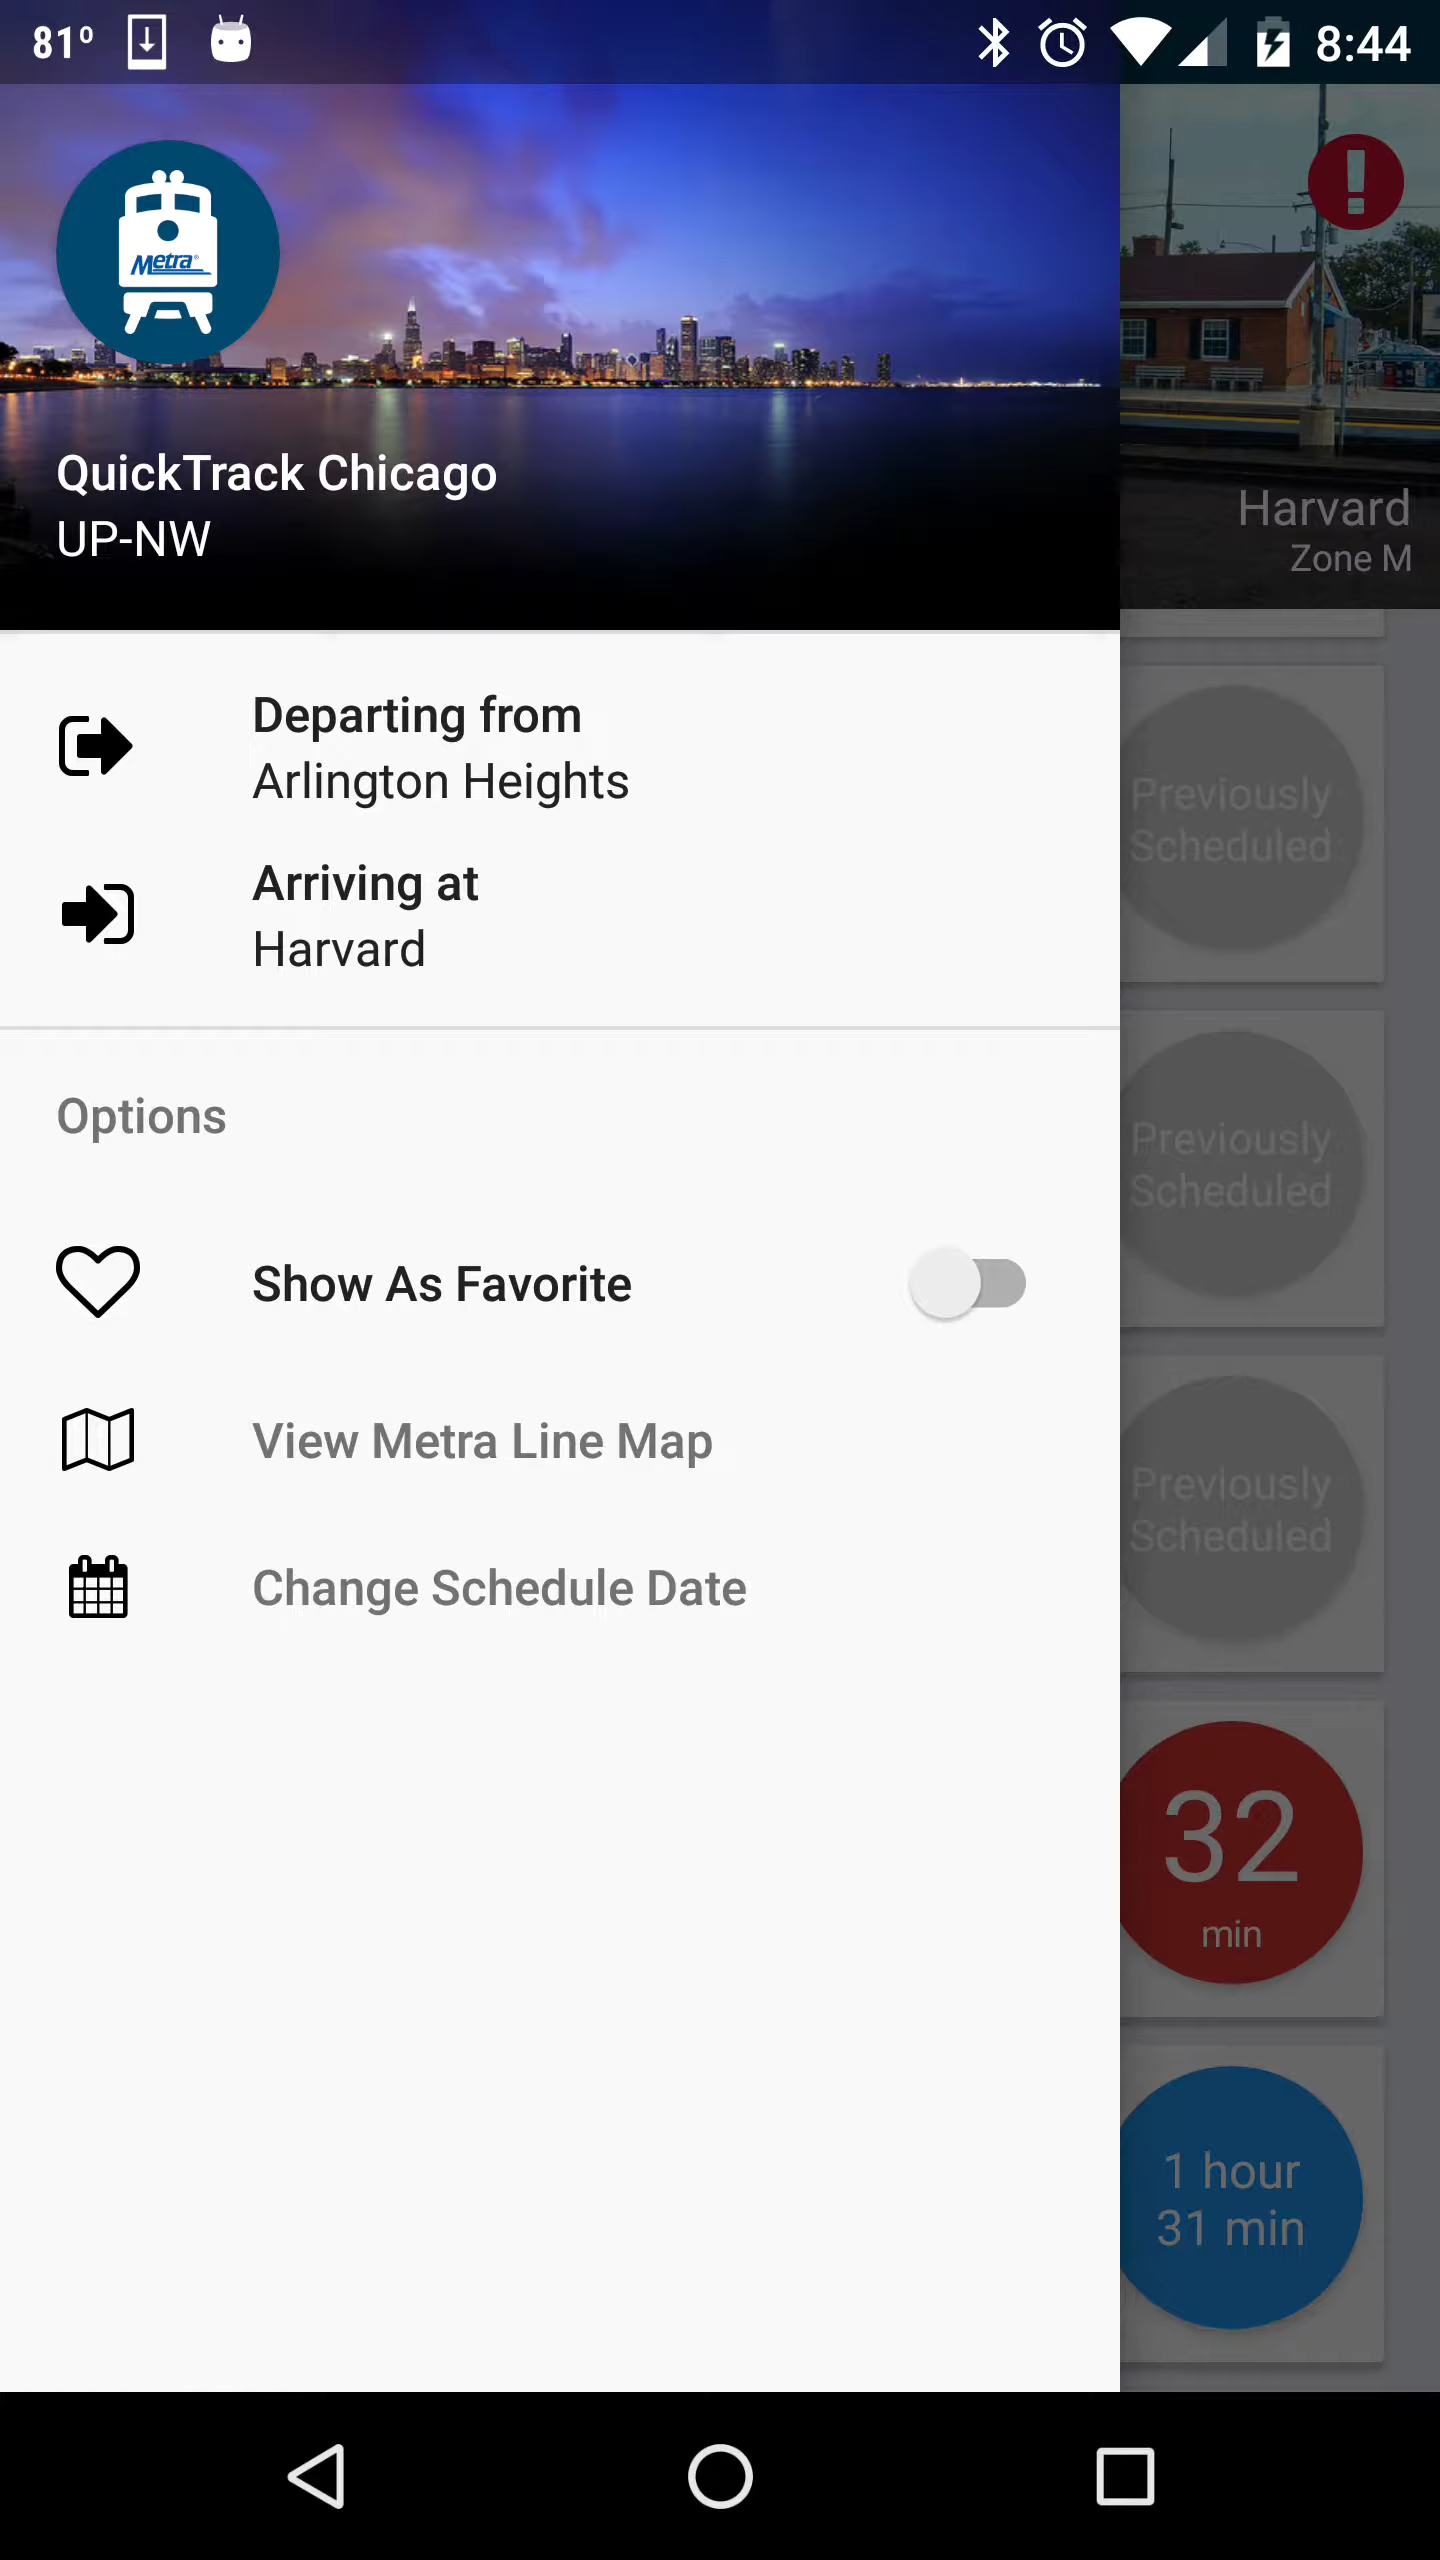 81°
8:44
Metra
QuickTrack Chicago
UP-NW
Harvard
Zone M
Departing from
Arlington Heights
Arriving at
Harvard
Options
Show As Favorite
View Metra Line Map
Change Schedule Date
Previously
Scheduled
Previously
Scheduled
Previously
Scheduled
32
min
1 hour
31 min